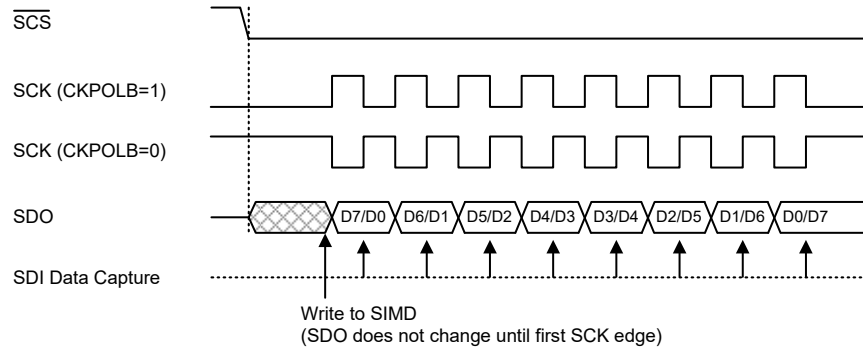 SCS
SCK (CKPOLB=1)
SCK (CKPOLB=0)
SDO
D7/D0 D6/D1 D5/D2 D4/D3 D3/D4 D2/D5 D1/D6 D0/D7
SDI Data Capture
Write to SIMD
(SDO does not change until first SCK edge)